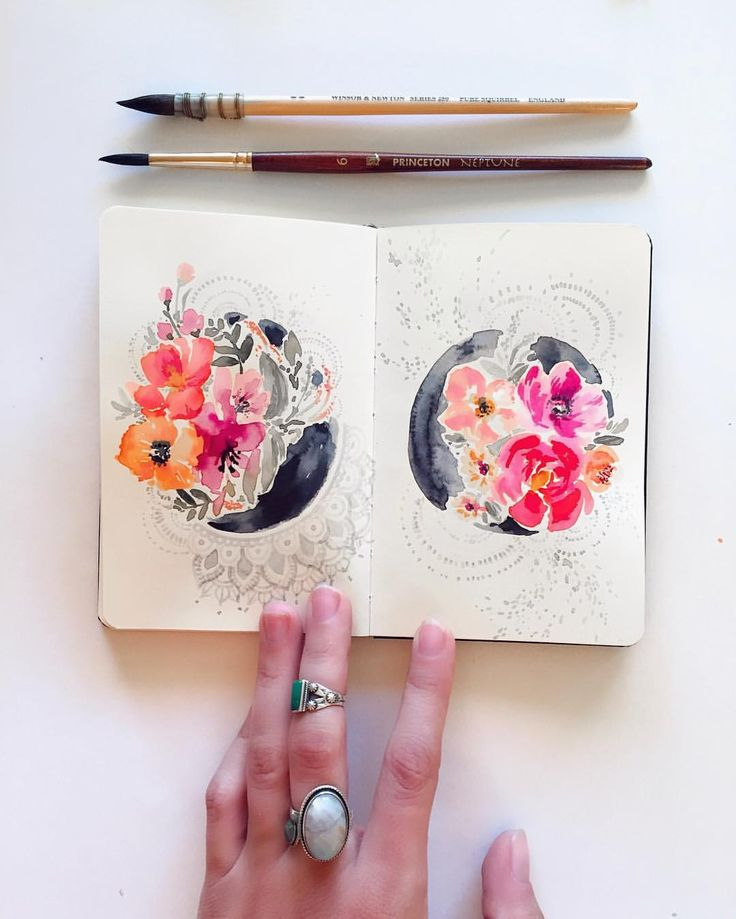 WINSOR & NEWTON SERIES 250 PURE SQUIRREL ENGLAND
6 PRINCETON NEPTUNE